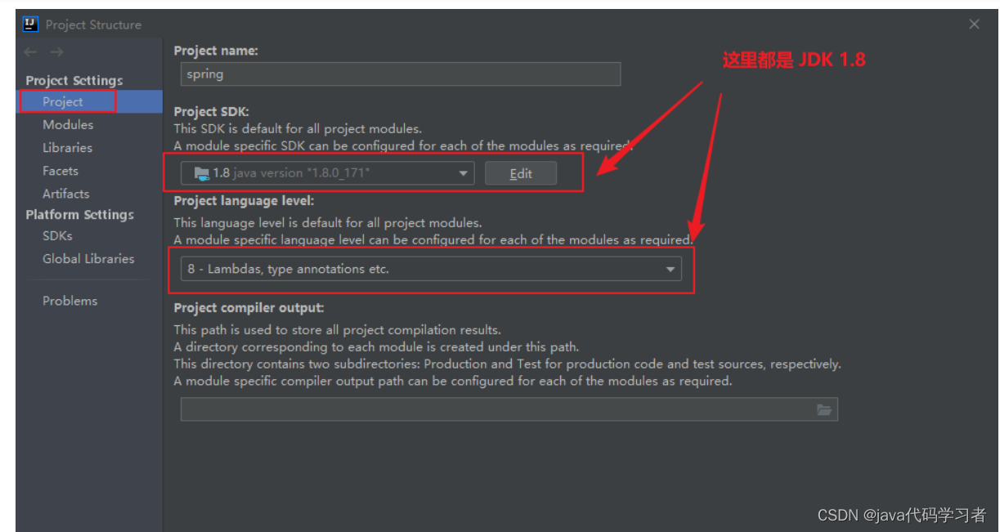 Project Structure
Project name:
这里都是 JDK 1.8
spring
Project Settings
Project
Modules
Libraries
Facets
Artifacts
Platform Settings
SDKs
Global Libraries
Problems
Project SDK:
This SDK is default for all project modules.
A module specific SDK can be configured for each of the modules as required.
1.8 java version "1.8.0_171"
Edit
Project language level:
This language level is default for all project modules.
A module specific language level can be configured for each of the modules as required.
8 - Lambdas, type annotations etc.
Project compiler output:
This path is used to store all project compilation results.
A directory corresponding to each module is created under this path.
This directory contains two subdirectories: Production and Test for production code and test sources, respectively.
A module specific compiler output path can be configured for each of the modules as required.
CSDN @java代码学习者